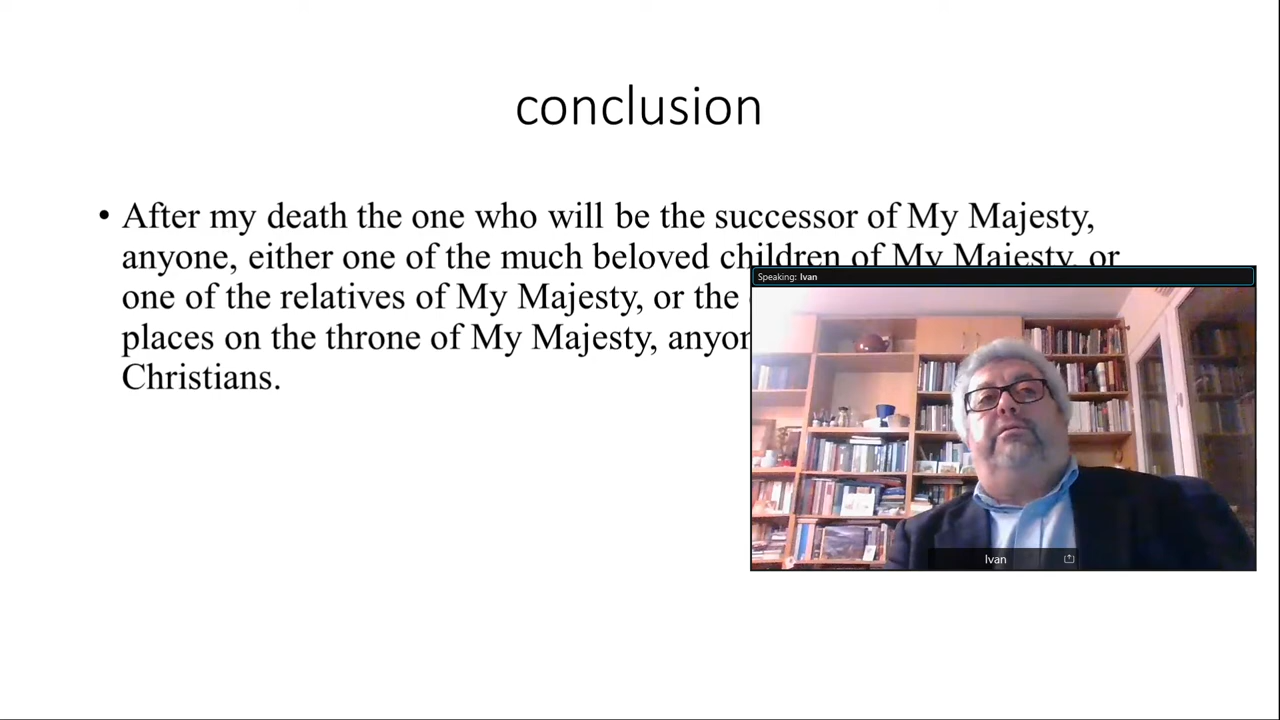 conclusion
• After my death the one who will be the successor of My Majesty,
anyone, either one of the much beloved children of My Majesty, or
one of the relatives of My Majesty, or the
places on the throne of My Majesty,
Christians.
Speaking: Ivan
Ivan